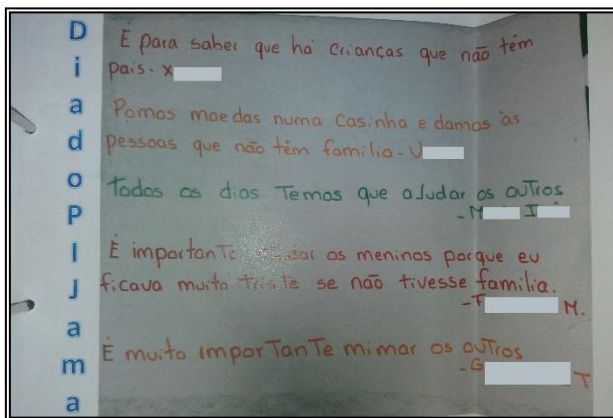 D
i
a
d
o
P
I
J
a
m
a
É para saber que há crianças que não têm
pais - X
Pomos moedas numa casinha e damos às
pessoas que não têm família - V
Todos os dias Temos que aJudar os ouTros
- M I
É importanTe os meninos porque eu
ficava muito trisTe se não tivesse família.
- F M.
É muito imporTanTe mimar os ouTros
- G T